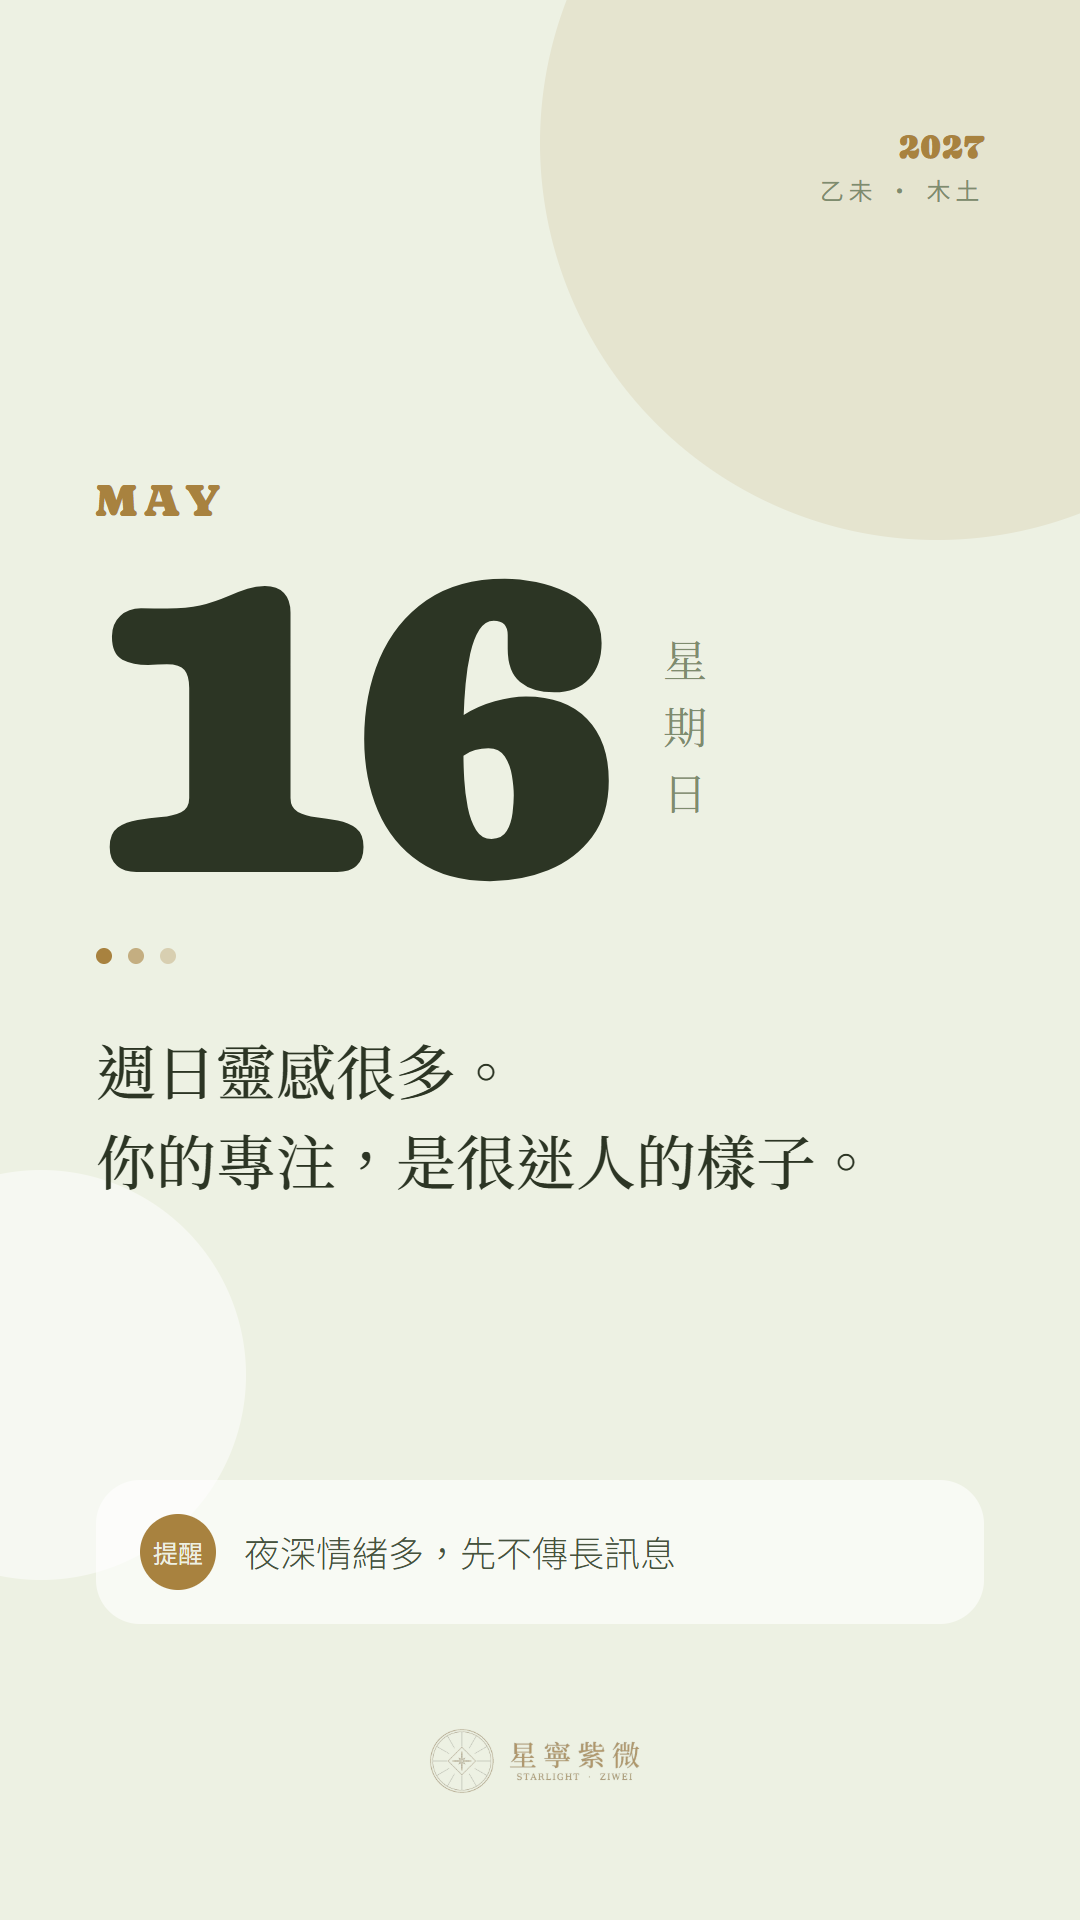 2027
乙未 · 木土
MAY
16
星期日
週日靈感很多。
你的專注，是很迷人的樣子。
提醒
夜深情緒多，先不傳長訊息
星寧紫微
STARLIGHT · ZIWEI